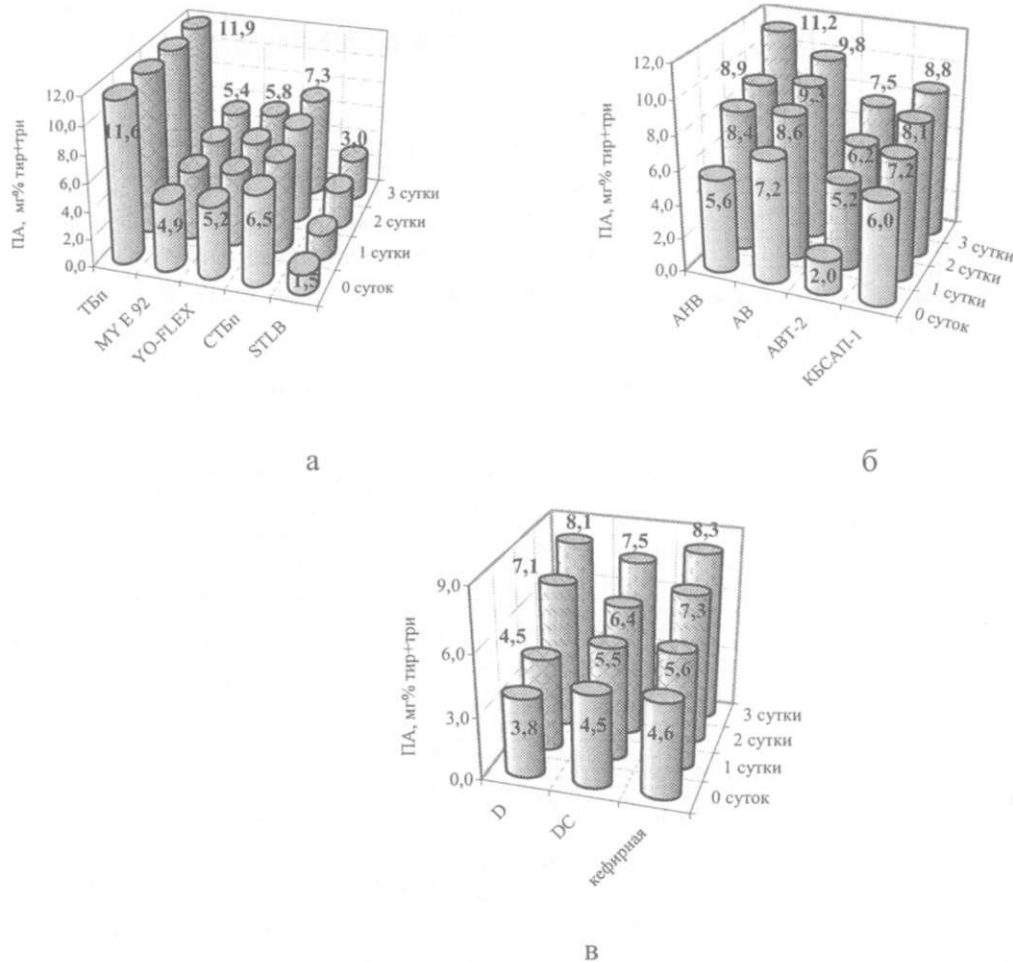 ПА, мг% тир+три
12,0
10,0
8,0
6,0
4,0
2,0
0,0
11,9
5,4
5,8
7,3
3,0
11,6
4,9
5,2
6,5
1,5
3 сутки
2 сутки
1 сутки
0 суток
ТБп
MY E 92
YO-FLEX
СТБп
STLB
а
ПА, мг% тир+три
12,0
10,0
8,0
6,0
4,0
2,0
0,0
11,2
9,8
7,5
8,8
8,9
9,3
6,2
8,1
8,4
8,6
5,2
7,2
5,6
7,2
2,0
6,0
3 сутки
2 сутки
1 сутки
0 суток
АНВ
АВ
АВТ-2
КБСАП-1
б
ПА, мг% тир+три
9,0
6,0
3,0
0,0
8,1
7,5
8,3
7,1
6,4
7,3
4,5
5,5
5,6
3,8
4,5
4,6
3 сутки
2 сутки
1 сутки
0 суток
D
DC
кефирная
в